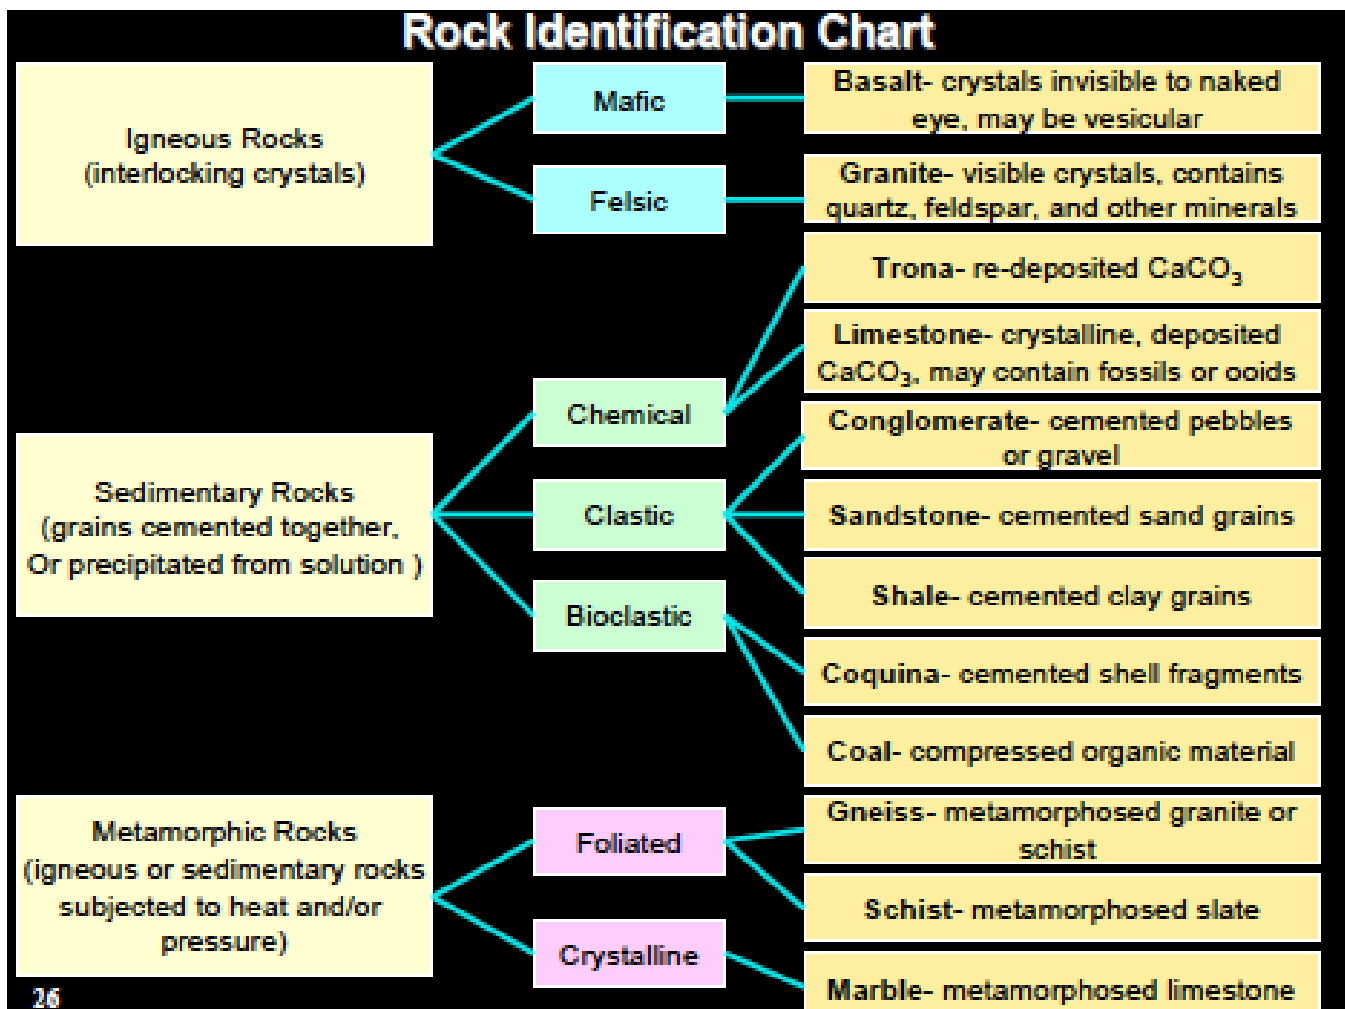 Rock Identification Chart
Igneous Rocks
(interlocking crystals)
Mafic
Basalt- crystals invisible to naked
eye, may be vesicular
Felsic
Granite- visible crystals, contains
quartz, feldspar, and other minerals
Sedimentary Rocks
(grains cemented together,
Or precipitated from solution )
Chemical
Trona- re-deposited CaCO₃
Limestone- crystalline, deposited
CaCO₃, may contain fossils or ooids
Clastic
Conglomerate- cemented pebbles
or gravel
Sandstone- cemented sand grains
Shale- cemented clay grains
Bioclastic
Coquina- cemented shell fragments
Coal- compressed organic material
Metamorphic Rocks
(igneous or sedimentary rocks
subjected to heat and/or
pressure)
Foliated
Gneiss- metamorphosed granite or
schist
Schist- metamorphosed slate
Crystalline
Marble- metamorphosed limestone
26